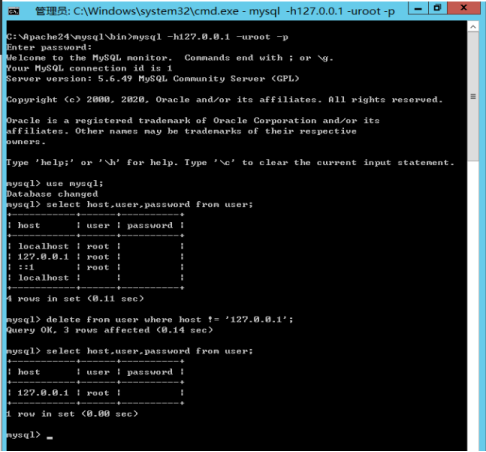 管理员: C:\Windows\system32\cmd.exe - mysql -h127.0.0.1 -uroot -p
C:\Apache24\mysql\bin>mysql -h127.0.0.1 -uroot -p
Enter password:
Welcome to the MySQL monitor.  Commands end with ; or \g.
Your MySQL connection id is 1
Server version: 5.6.49 MySQL Community Server (GPL)
Copyright (c) 2000, 2020, Oracle and/or its affiliates. All rights reserved.
Oracle is a registered trademark of Oracle Corporation and/or its
affiliates. Other names may be trademarks of their respective
owners.
Type 'help;' or '\h' for help. Type '\c' to clear the current input statement.
mysql> use mysql;
Database changed
mysql> select host,user,password from user;
+-----------+------+----------+
| host      | user | password |
+-----------+------+----------+
| localhost | root |          |
| 127.0.0.1 | root |          |
| ::1       | root |          |
| localhost |      |          |
+-----------+------+----------+
4 rows in set (0.11 sec)
mysql> delete from user where host != '127.0.0.1';
Query OK, 3 rows affected (0.14 sec)
mysql> select host,user,password from user;
+-----------+------+----------+
| host      | user | password |
+-----------+------+----------+
| 127.0.0.1 | root |          |
+-----------+------+----------+
1 row in set (0.00 sec)
mysql> _